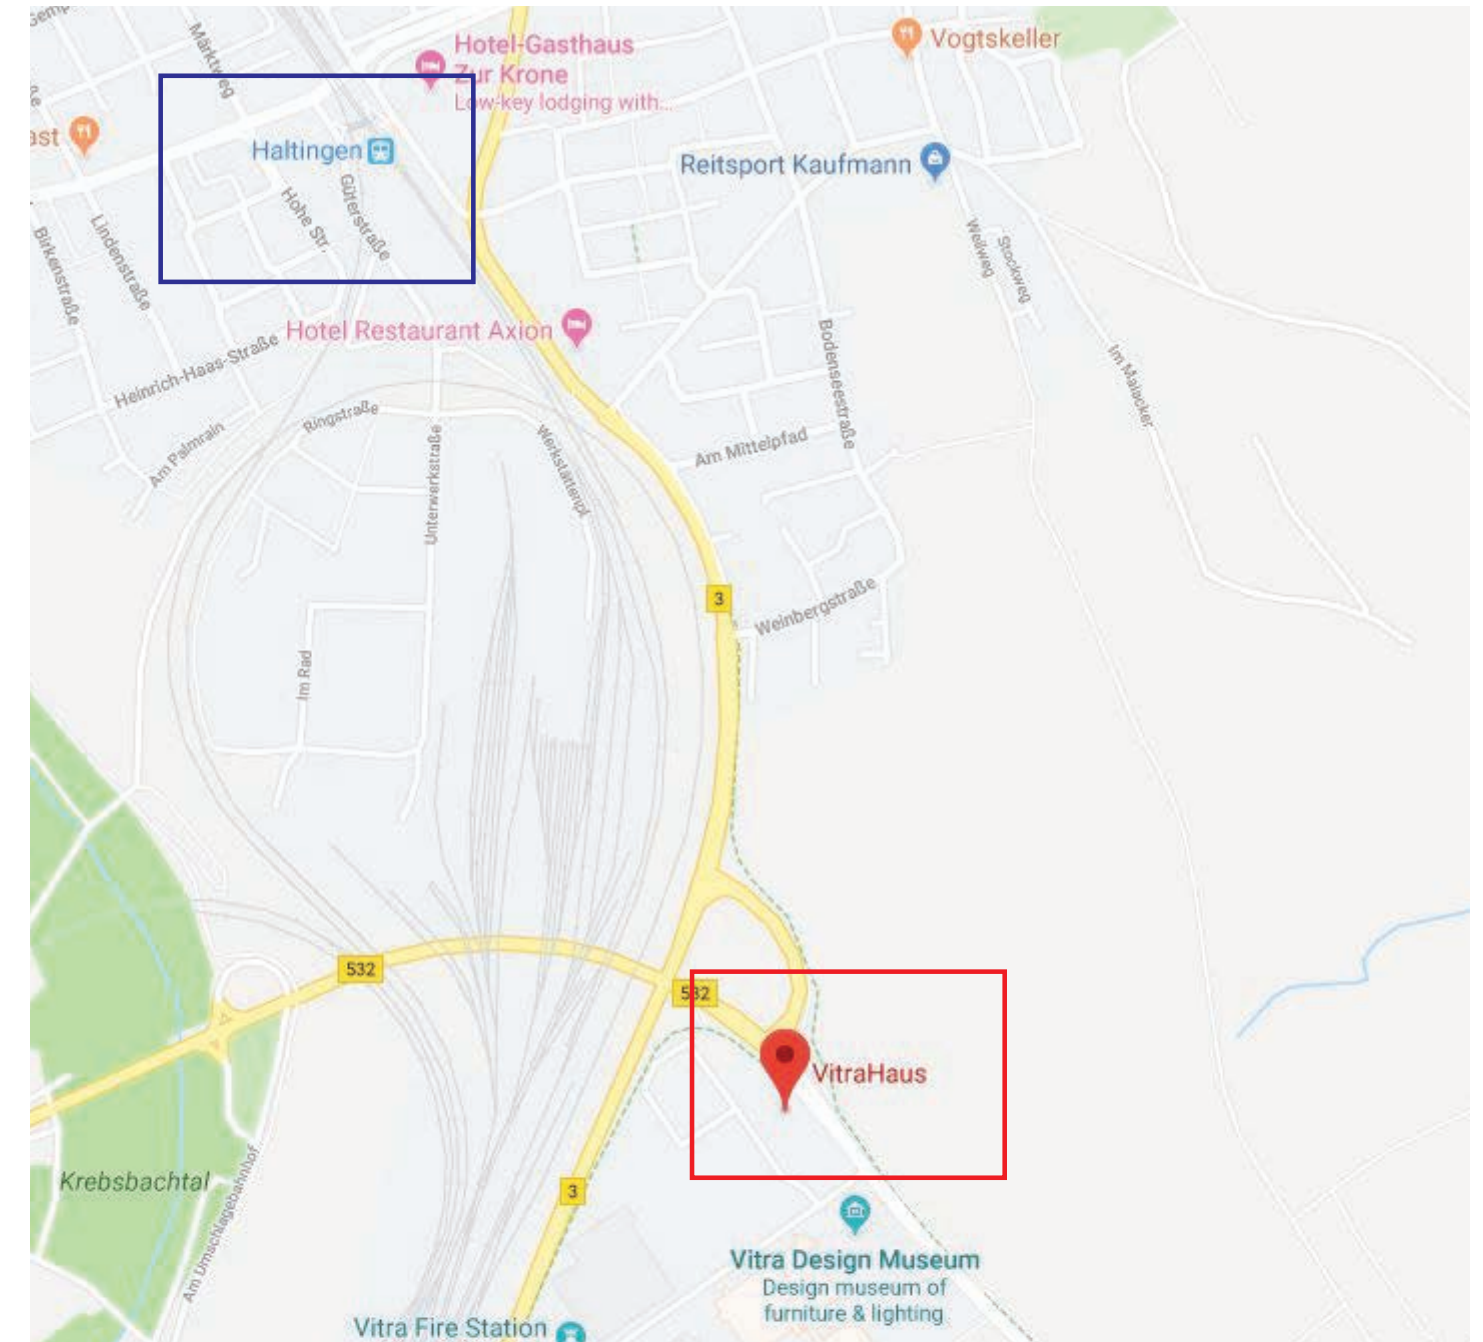 Hotel-Gasthaus
Zur Krone
Low-key lodging with...
Vogtskeller
Marktweg
Haltingen
Reitsport Kaufmann
Hohe Str.
Güterstraße
Lindenstraße
Birkenstraße
Weilweg
Stockweg
Hotel Restaurant Axion
Heinrich-Haas-Straße
Bodenseestraße
Im Malacker
Ringstraße
Am Palmrain
Unterwerkstraße
Werkstättenpf
Am Mittelpfad
3
Weinbergstraße
Im Rad
532
532
VitraHaus
Krebsbachtal
Am Umschlagebahnhof
3
Vitra Design Museum
Design museum of
furniture & lighting
Vitra Fire Station